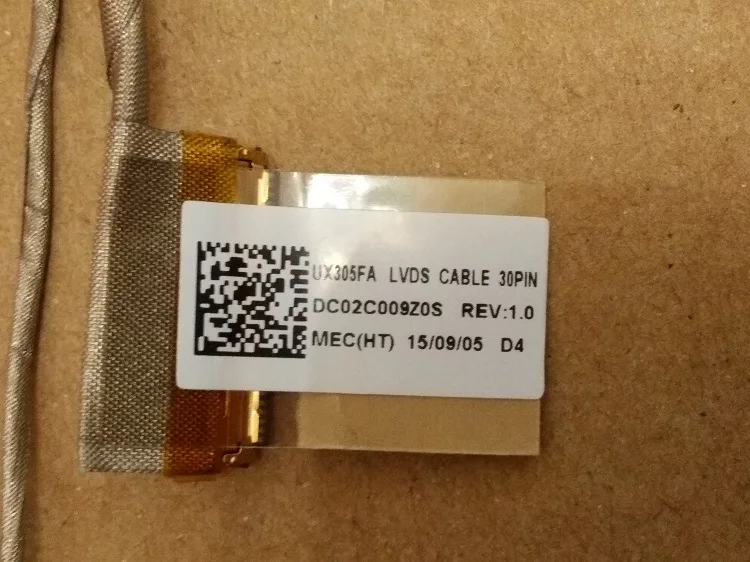 UX305FA LVDS CABLE 30PIN
DC02C009Z0S REV:1.0
MEC(HT) 15/09/05 D4